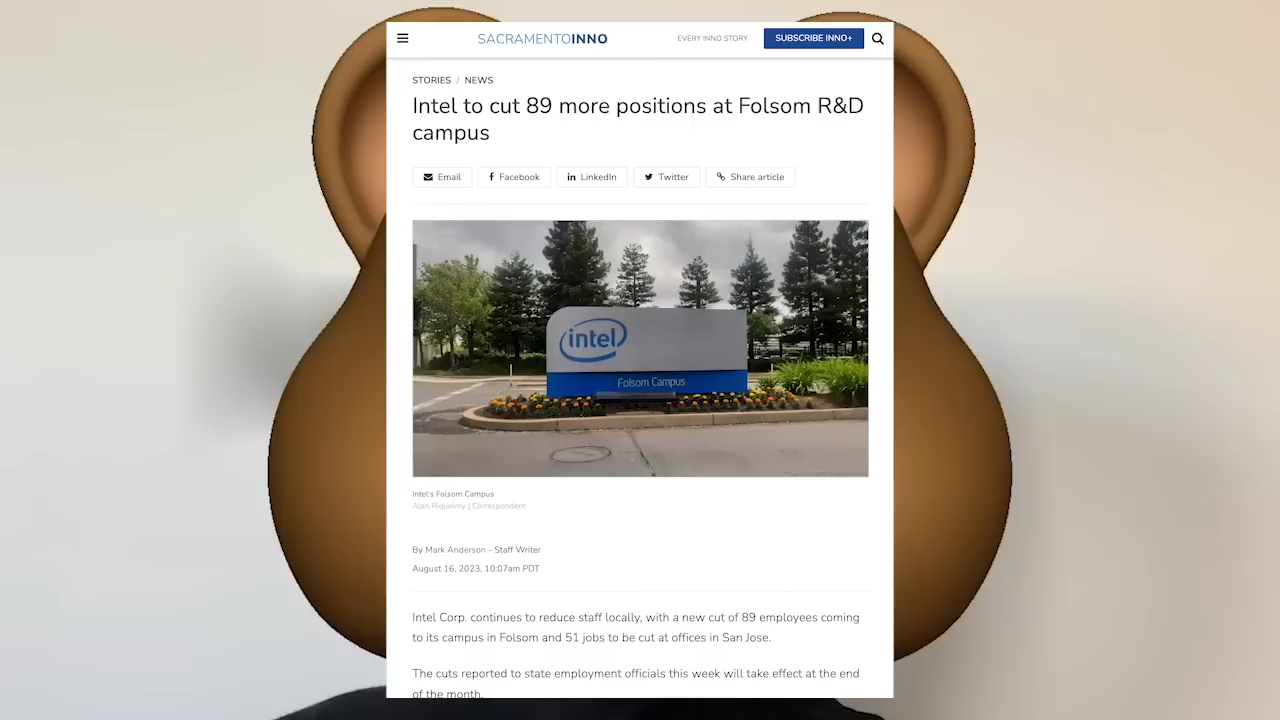 SACRAMENTOINNO
EVERY INNO STORY
SUBSCRIBE INNO+
STORIES / NEWS
Intel to cut 89 more positions at Folsom R&D
campus
Email
Facebook
LinkedIn
Twitter
Share article
intel
Folsom Campus
Intel's Folsom Campus
Alan Riquelmy | Correspondent
By Mark Anderson - Staff Writer
August 16, 2023, 10:07am PDT
Intel Corp. continues to reduce staff locally, with a new cut of 89 employees coming
to its campus in Folsom and 51 jobs to be cut at offices in San Jose.
The cuts reported to state employment officials this week will take effect at the end
of the month.